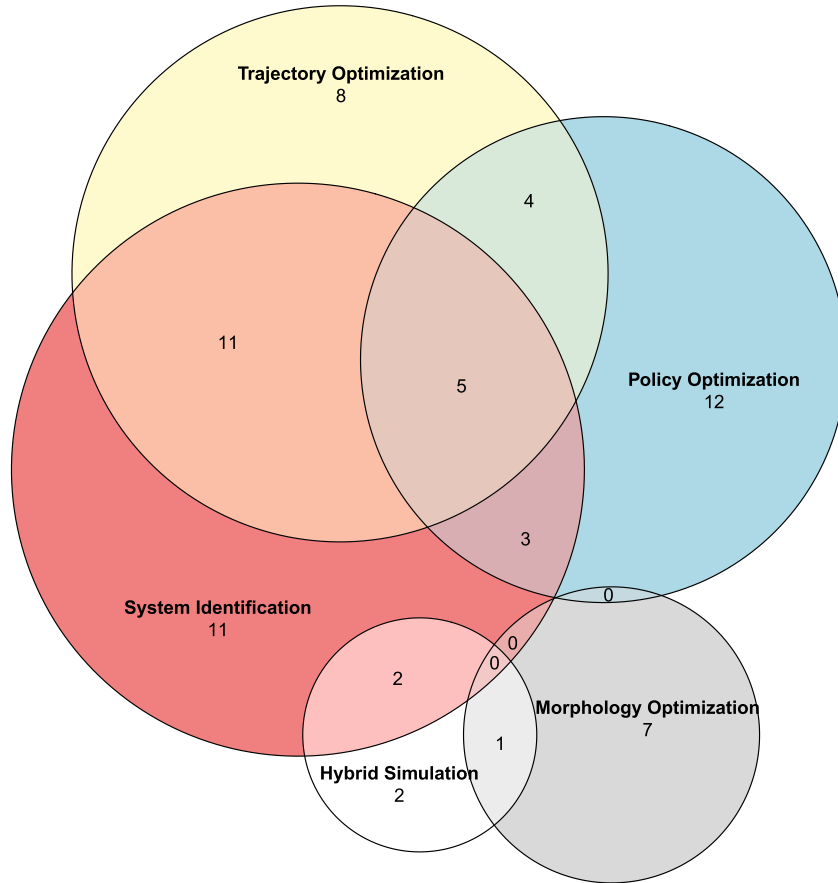 Trajectory Optimization
8
4
11
5
Policy Optimization
12
3
0
System Identification
11
0
0
2
Morphology Optimization
7
1
Hybrid Simulation
2